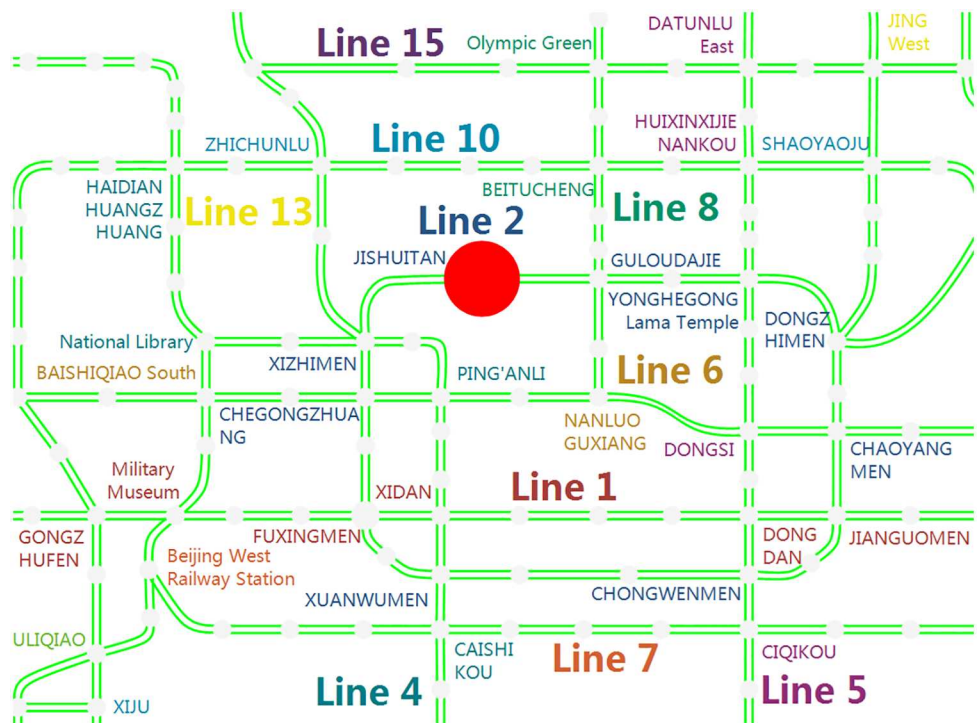 Line 15
Olympic Green
DATUNLU
East
JING
West
ZHICHUNLU
Line 10
HUIXINXIJIE
NANKOU
SHAOYAOJU
HAIDIAN
HUANGZ
HUANG
Line 13
BEITUCHENG
Line 8
Line 2
JISHUITAN
GULOUDAJIE
YONGHEGONG
Lama Temple
DONGZ
HIMEN
National Library
XIZHIMEN
BAISHIQIAO South
PING'ANLI
Line 6
CHEGONGZHUA
NG
NANLUO
GUXIANG
DONGSI
CHAOYANG
MEN
Military
Museum
XIDAN
Line 1
GONGZ
HUFEN
FUXINGMEN
DONG
DAN
JIANGUOMEN
Beijing West
Railway Station
XUANWUMEN
CHONGWENMEN
ULIQIAO
CAISHI
KOU
Line 7
CIQIKOU
XIJU
Line 4
Line 5